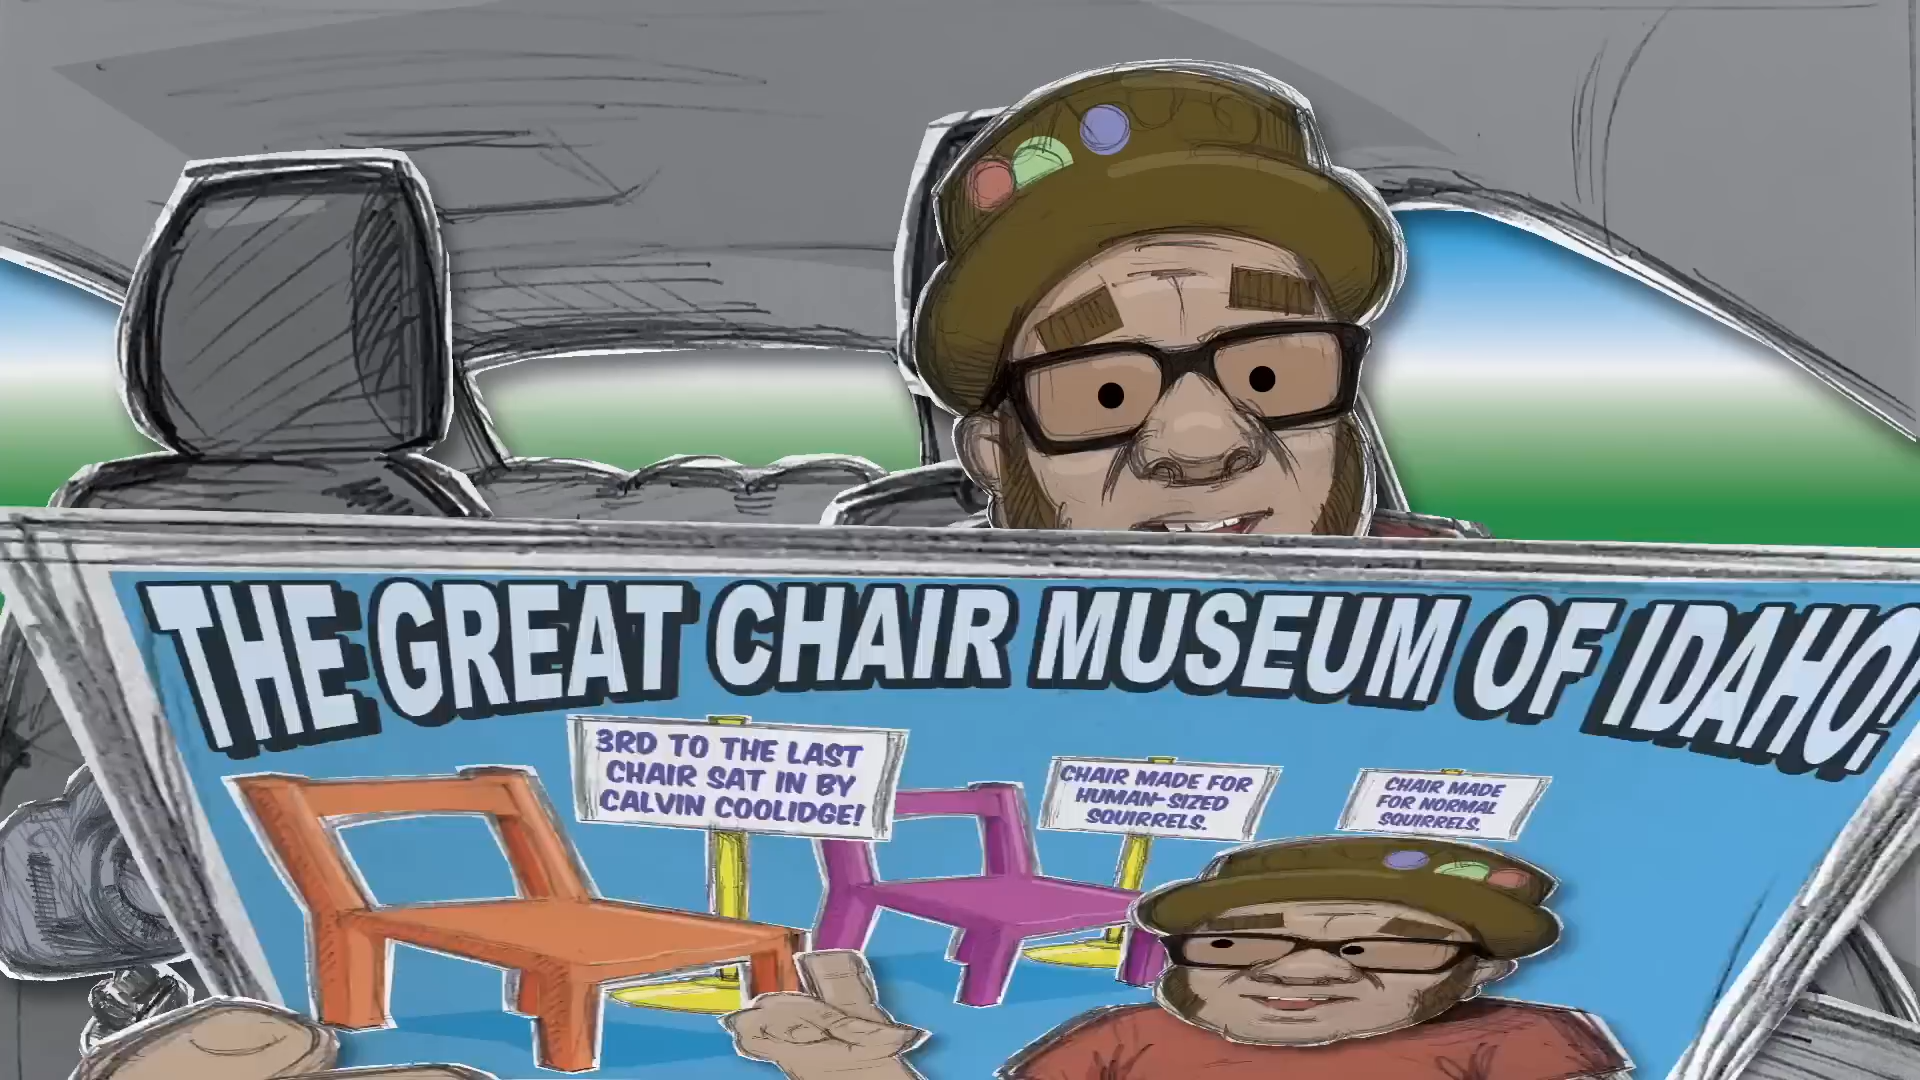 THE GREAT CHAIR MUSEUM OF IDAHO!
3RD TO THE LAST
CHAIR SAT IN BY
CALVIN COOLIDGE!
CHAIR MADE FOR
HUMAN-SIZED
SQUIRRELS.
CHAIR MADE
FOR NORMAL
SQUIRRELS.